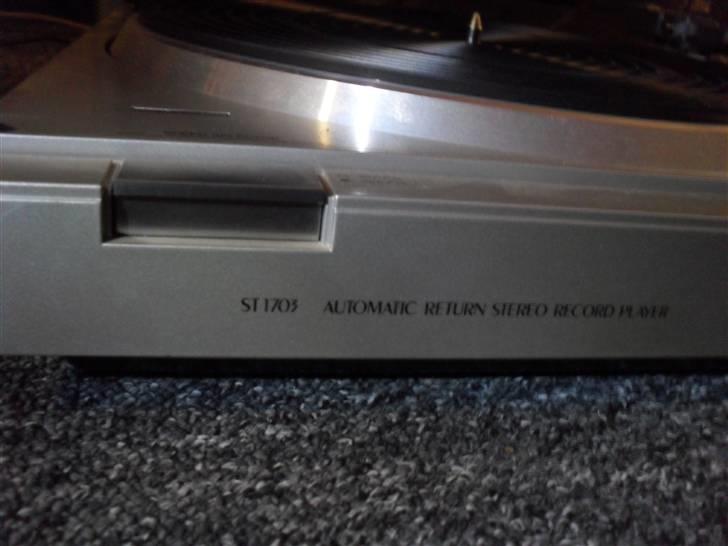 ST 1703 AUTOMATIC RETURN STEREO RECORD PLAYER